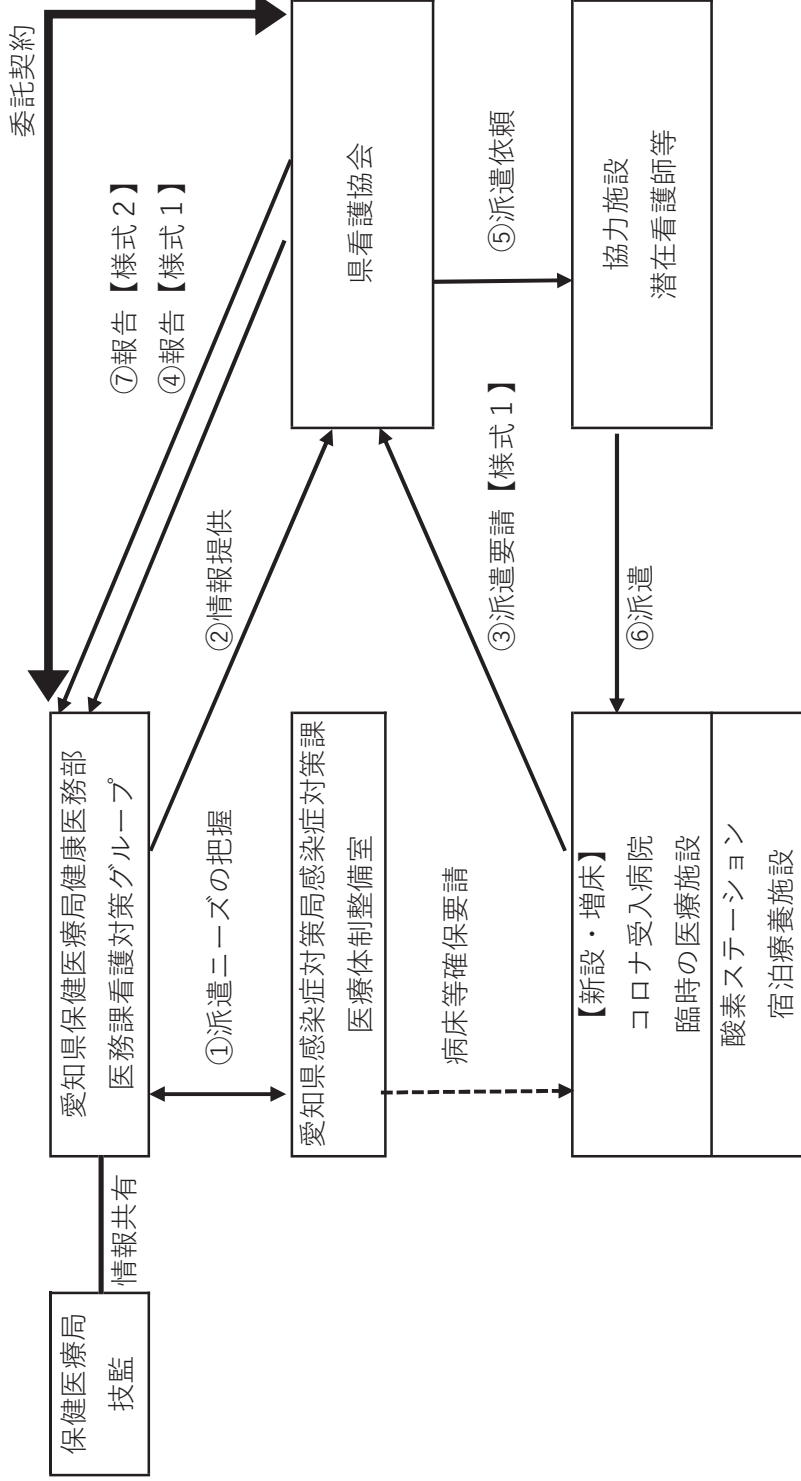 委託契約
保健医療局
技監
情報共有
愛知県保健医療局健康医務部
医務課看護対策グループ
⑦報告【様式２】
④報告【様式１】
①派遣ニーズの把握
②情報提供
愛知県感染症対策局感染症対策課
医療体制整備室
県看護協会
病床等確保要請
③派遣要請【様式１】
⑤派遣依頼
【新設・増床】
コロナ受入病院
臨時の医療施設
酸素ステーション
宿泊療養施設
⑥派遣
協力施設
潜在看護師等